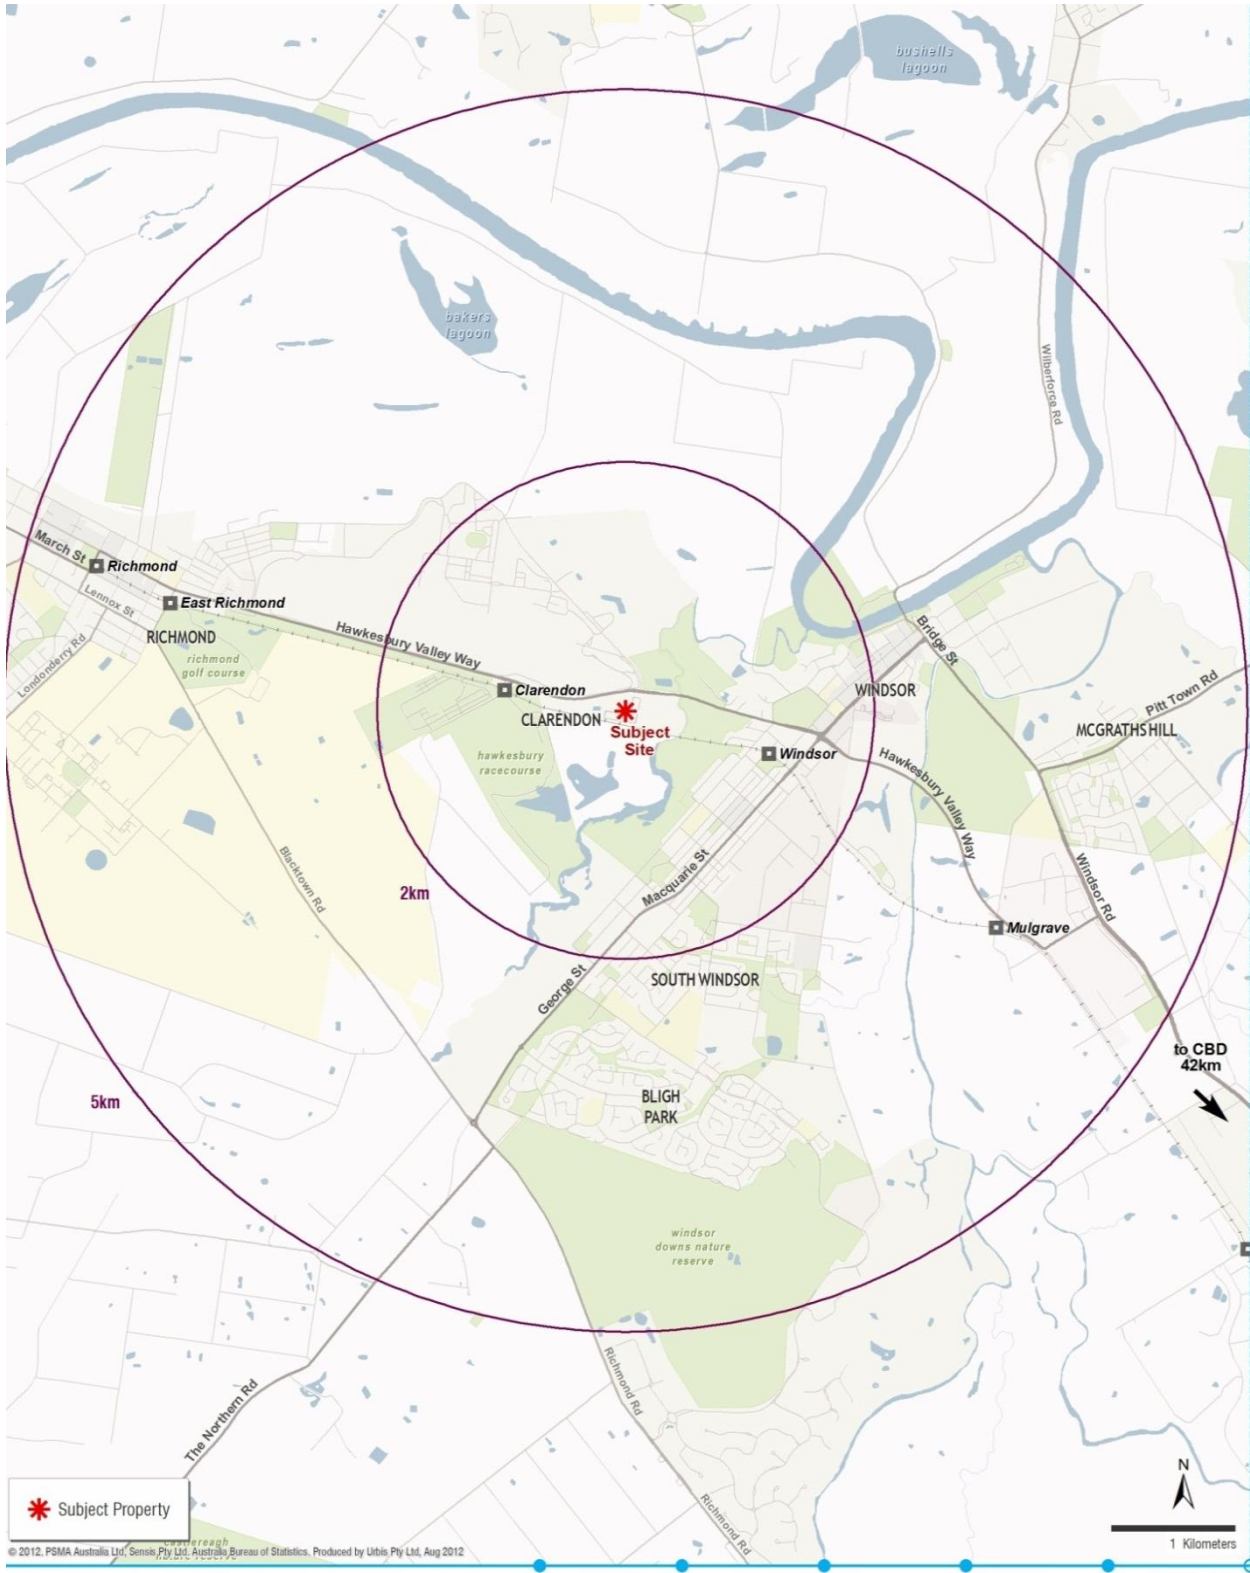 bushells
lagoon
bakers
lagoon
Wilberforce Rd
March St
Richmond
Lennox St
East Richmond
Londonderry Rd
RICHMOND
richmond
golf course
Hawkesbury Valley Way
Bridge St
Clarendon
CLARENDON
Subject
Site
WINDSOR
Pitt Town Rd
MCGRATHS HILL
Windsor
hawkesbury
racecourse
Hawkesbury Valley Way
Blacktown Rd
Macquarie St
Windsor Rd
2km
Mulgrave
George St
SOUTH WINDSOR
to CBD
42km
5km
BLIGH
PARK
windsor
downs nature
reserve
Richmond Rd
The Northern Rd
Richmond Rd
N
Subject Property
1 Kilometers
© 2012. PSMA Australia Ltd, Sensis Pty Ltd. Australia Bureau of Statistics. Produced by Urbis Pty Ltd, Aug 2012